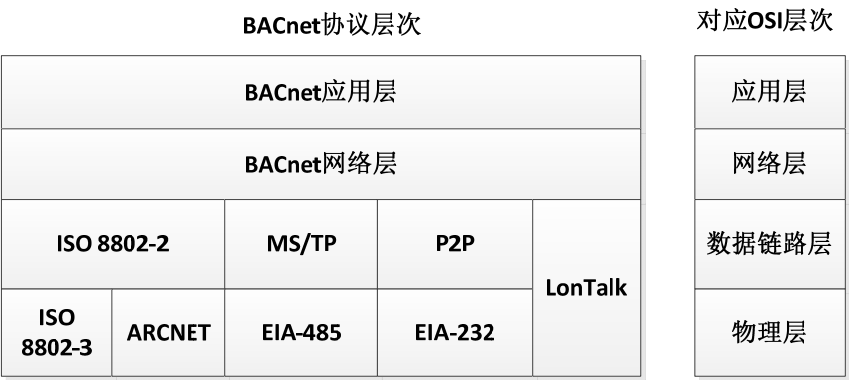 BACnet协议层次
对应OSI层次
BACnet应用层
应用层
BACnet网络层
网络层
ISO 8802-2
MS/TP
P2P
LonTalk
数据链路层
ISO
8802-3
ARCNET
EIA-485
EIA-232
物理层